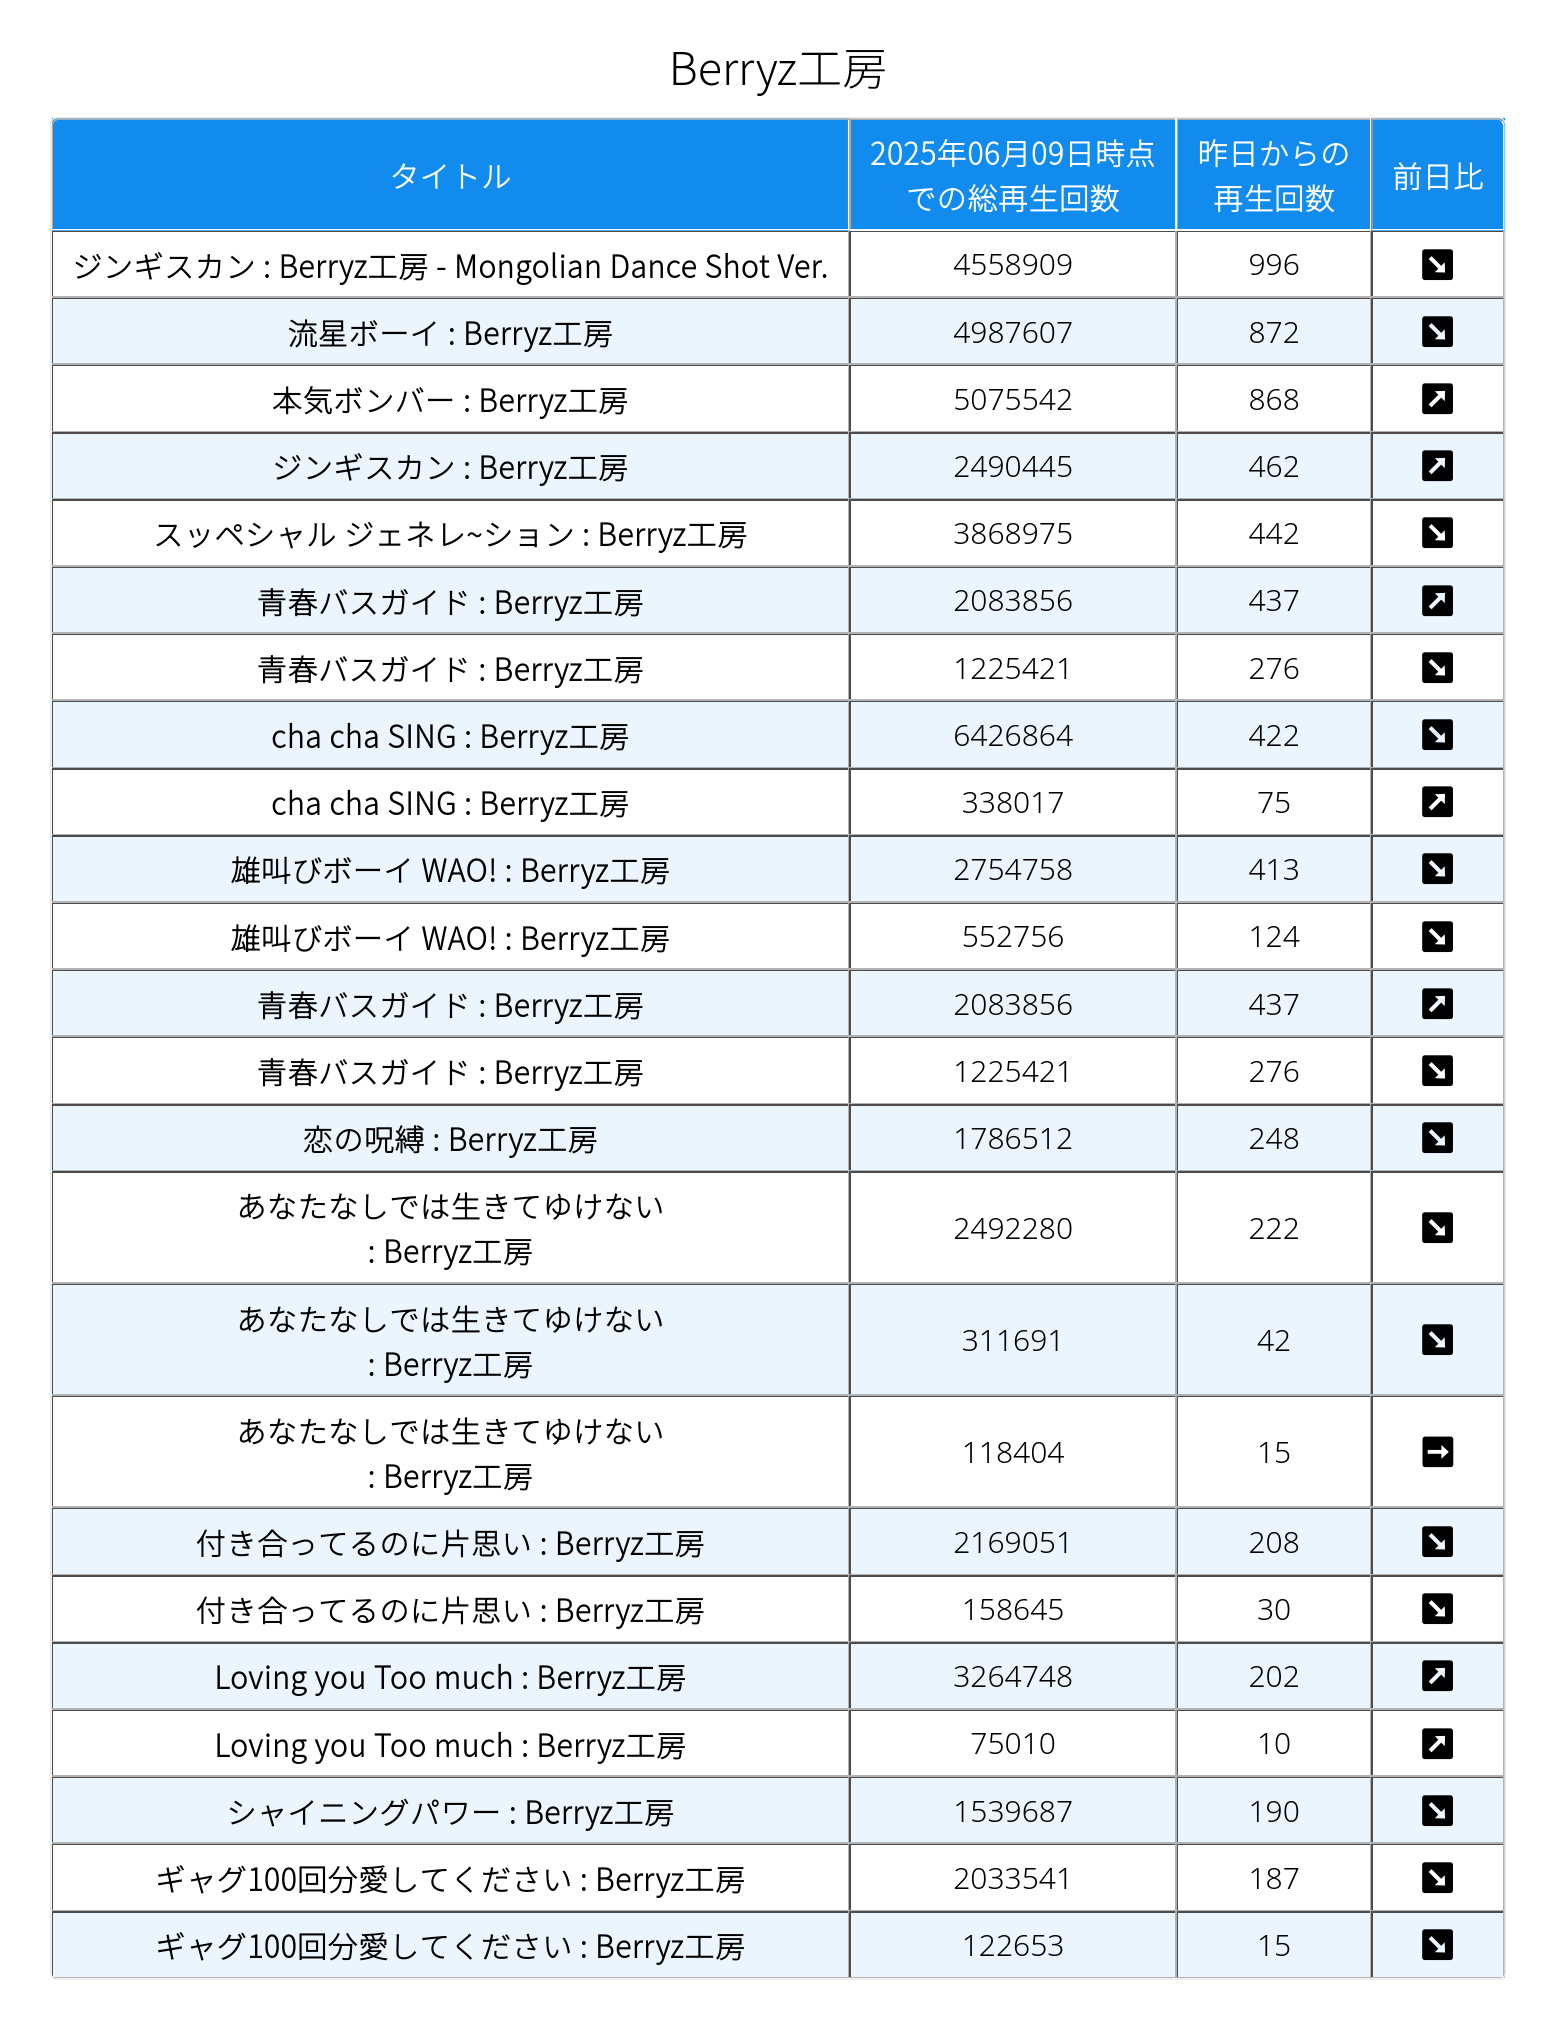 Berryz工房
タイトル
2025年06月09日時点
での総再生回数
昨日からの
再生回数
前日比
ジンギスカン : Berryz工房 - Mongolian Dance Shot Ver. 4558909 996
流星ボーイ : Berryz工房 4987607 872
本気ボンバー : Berryz工房 5075542 868
ジンギスカン : Berryz工房 2490445 462
スッペシャル ジェネレ~ション : Berryz工房 3868975 442
青春バスガイド : Berryz工房 2083856 437
青春バスガイド : Berryz工房 1225421 276
cha cha SING : Berryz工房 6426864 422
cha cha SING : Berryz工房 338017 75
雄叫びボーイ WAO! : Berryz工房 2754758 413
雄叫びボーイ WAO! : Berryz工房 552756 124
青春バスガイド : Berryz工房 2083856 437
青春バスガイド : Berryz工房 1225421 276
恋の呪縛 : Berryz工房 1786512 248
あなたなしでは生きてゆけない
: Berryz工房 2492280 222
あなたなしでは生きてゆけない
: Berryz工房 311691 42
あなたなしでは生きてゆけない
: Berryz工房 118404 15
付き合ってるのに片思い : Berryz工房 2169051 208
付き合ってるのに片思い : Berryz工房 158645 30
Loving you Too much : Berryz工房 3264748 202
Loving you Too much : Berryz工房 75010 10
シャイニングパワー : Berryz工房 1539687 190
ギャグ100回分愛してください : Berryz工房 2033541 187
ギャグ100回分愛してください : Berryz工房 122653 15